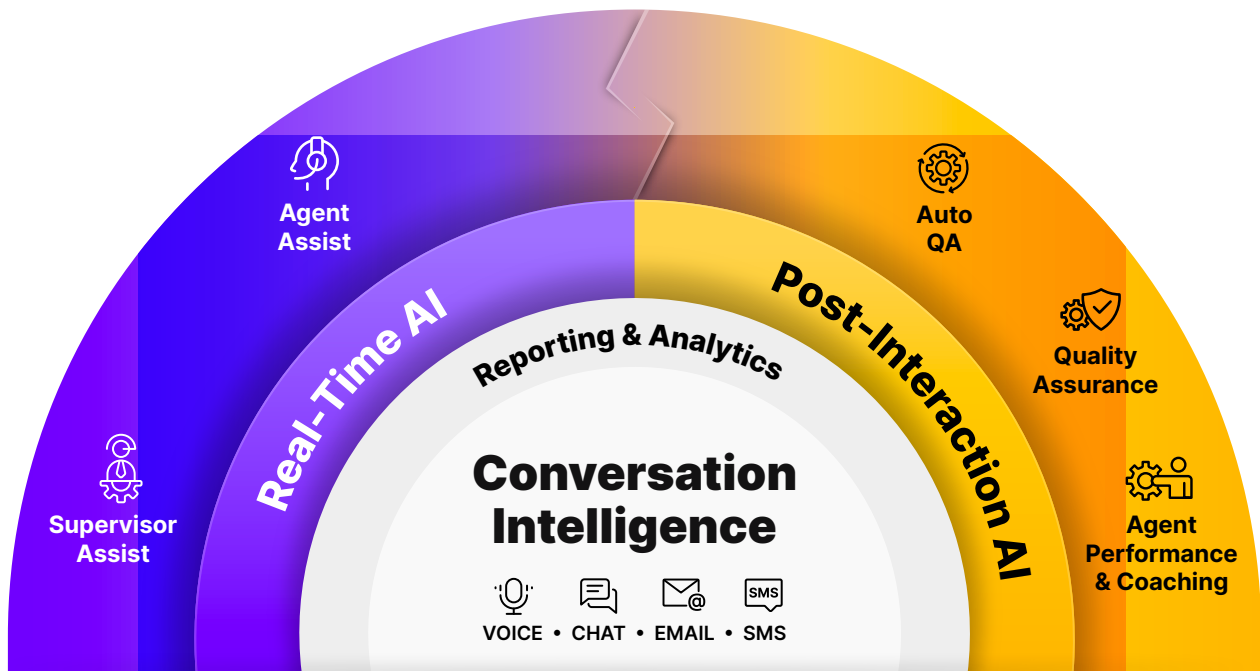 Agent
Assist
Supervisor
Assist
Real-Time AI
Auto
QA
Quality
Assurance
Agent
Performance
& Coaching
Post-Interaction AI
Reporting & Analytics
Conversation
Intelligence
SMS
VOICE • CHAT • EMAIL • SMS